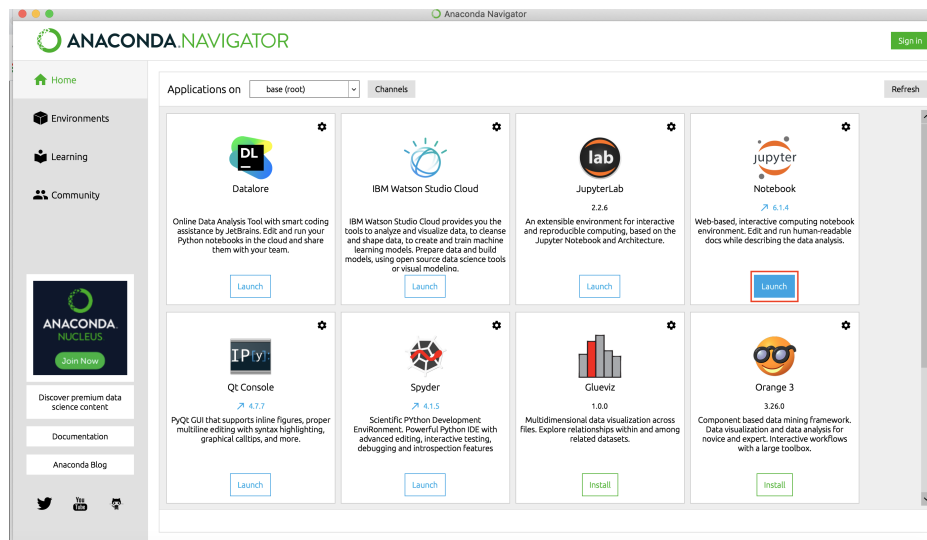 Anaconda Navigator
ANACONDA.NAVIGATOR
Sign in
Home
Environments
Learning
Community
Applications on
base (root)
Channels
Refresh
DL
Datalore
Online Data Analysis Tool with smart coding
assistance by JetBrains. Edit and run your
Python notebooks in the cloud and share
them with your team.
Launch
IBM Watson Studio Cloud
IBM Watson Studio Cloud provides you the
tools to analyze and visualize data, to cleanse
and shape data, to create and train machine
learning models. Prepare data and build
models, using open source data science tools
or visual modeling.
Launch
lab
JupyterLab
2.2.6
An extensible environment for interactive
and reproducible computing, based on the
Jupyter Notebook and Architecture.
Launch
jupyter
Notebook
6.1.4
Web-based, interactive computing notebook
environment. Edit and run human-readable
docs while describing the data analysis.
Launch
IP[y]:
Qt Console
4.7.7
PyQt GUI that supports inline figures, proper
multiline editing with syntax highlighting,
graphical calltips, and more.
Launch
Spyder
4.1.5
Scientific PYthon Development
EnviRonment. Powerful Python IDE with
advanced editing, interactive testing,
debugging and introspection features
Launch
Glueviz
1.0.0
Multidimensional data visualization across
files. Explore relationships within and among
related datasets.
Install
Orange 3
3.26.0
Component based data mining framework.
Data visualization and data analysis for
novice and expert. Interactive workflows
with a large toolbox.
Install
ANACONDA.
NUCLEUS
Join Now
Discover premium data
science content
Documentation
Anaconda Blog
You
Tube